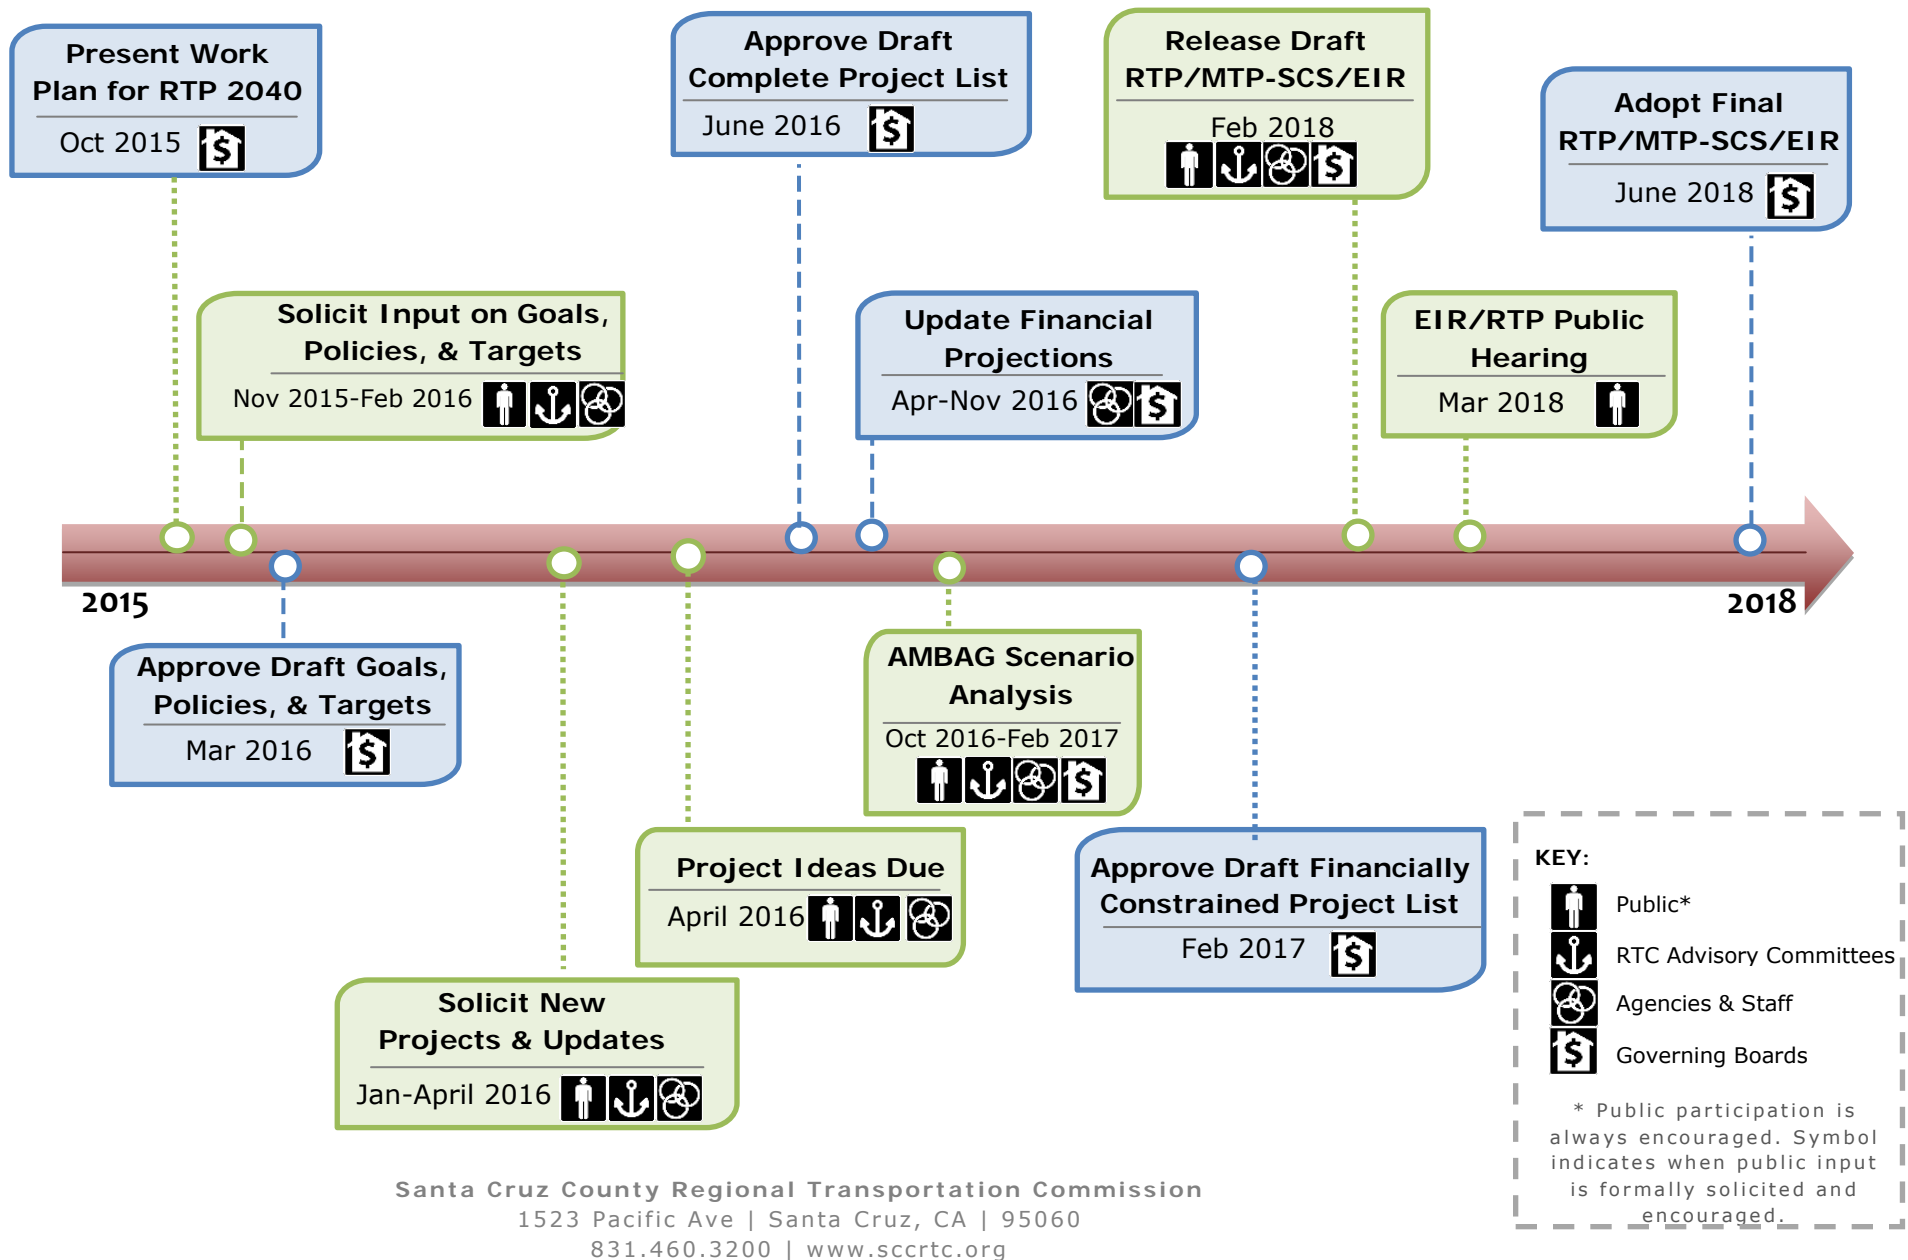 Present Work
Plan for RTP 2040
Oct 2015
Approve Draft
Complete Project List
June 2016
Release Draft
RTP/MTP-SCS/EIR
Feb 2018
Adopt Final
RTP/MTP-SCS/EIR
June 2018
Solicit Input on Goals,
Policies, & Targets
Nov 2015-Feb 2016
Update Financial
Projections
Apr-Nov 2016
EIR/RTP Public
Hearing
Mar 2018
2015
2018
Approve Draft Goals,
Policies, & Targets
Mar 2016
AMBAG Scenario
Analysis
Oct 2016-Feb 2017
Project Ideas Due
April 2016
Approve Draft Financially
Constrained Project List
Feb 2017
Solicit New
Projects & Updates
Jan-April 2016
KEY:
Public*
RTC Advisory Committees
Agencies & Staff
Governing Boards
* Public participation is
always encouraged. Symbol
indicates when public input
is formally solicited and
encouraged.
Santa Cruz County Regional Transportation Commission
1523 Pacific Ave | Santa Cruz, CA | 95060
831.460.3200 | www.sccrtc.org